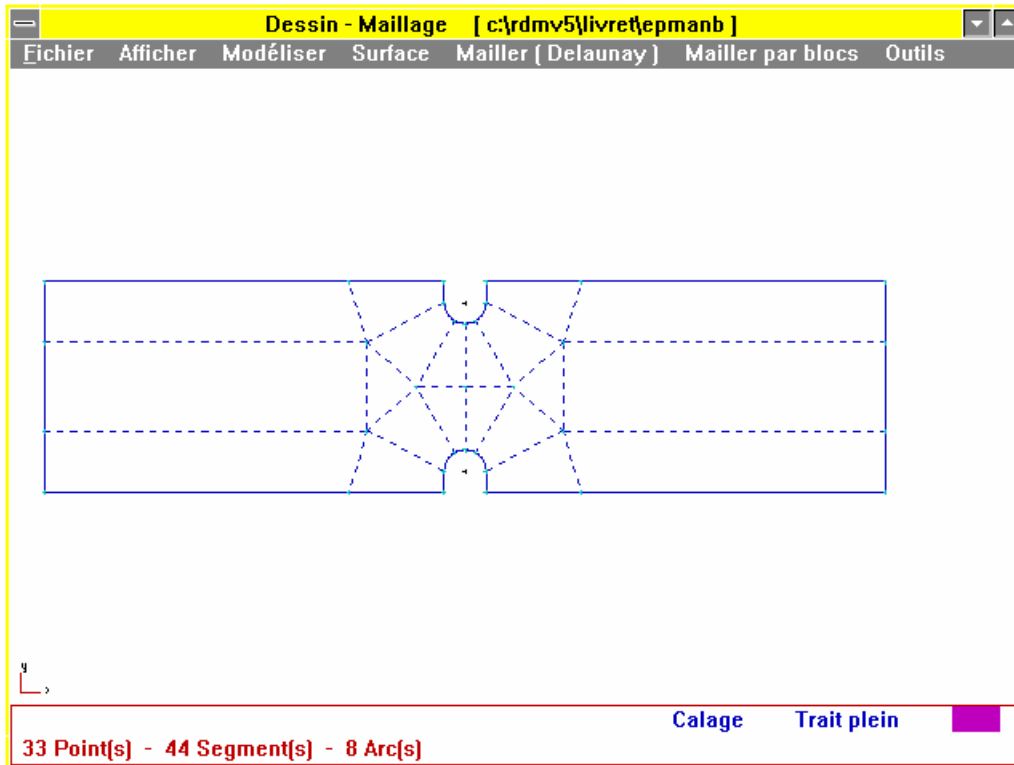 Dessin - Maillage [ c:\rdmv5\livret\epmanb ]
Fichier Afficher Modéliser Surface Mailler ( Delaunay ) Mailler par blocs Outils
y
x
Calage Trait plein
33 Point(s) - 44 Segment(s) - 8 Arc(s)